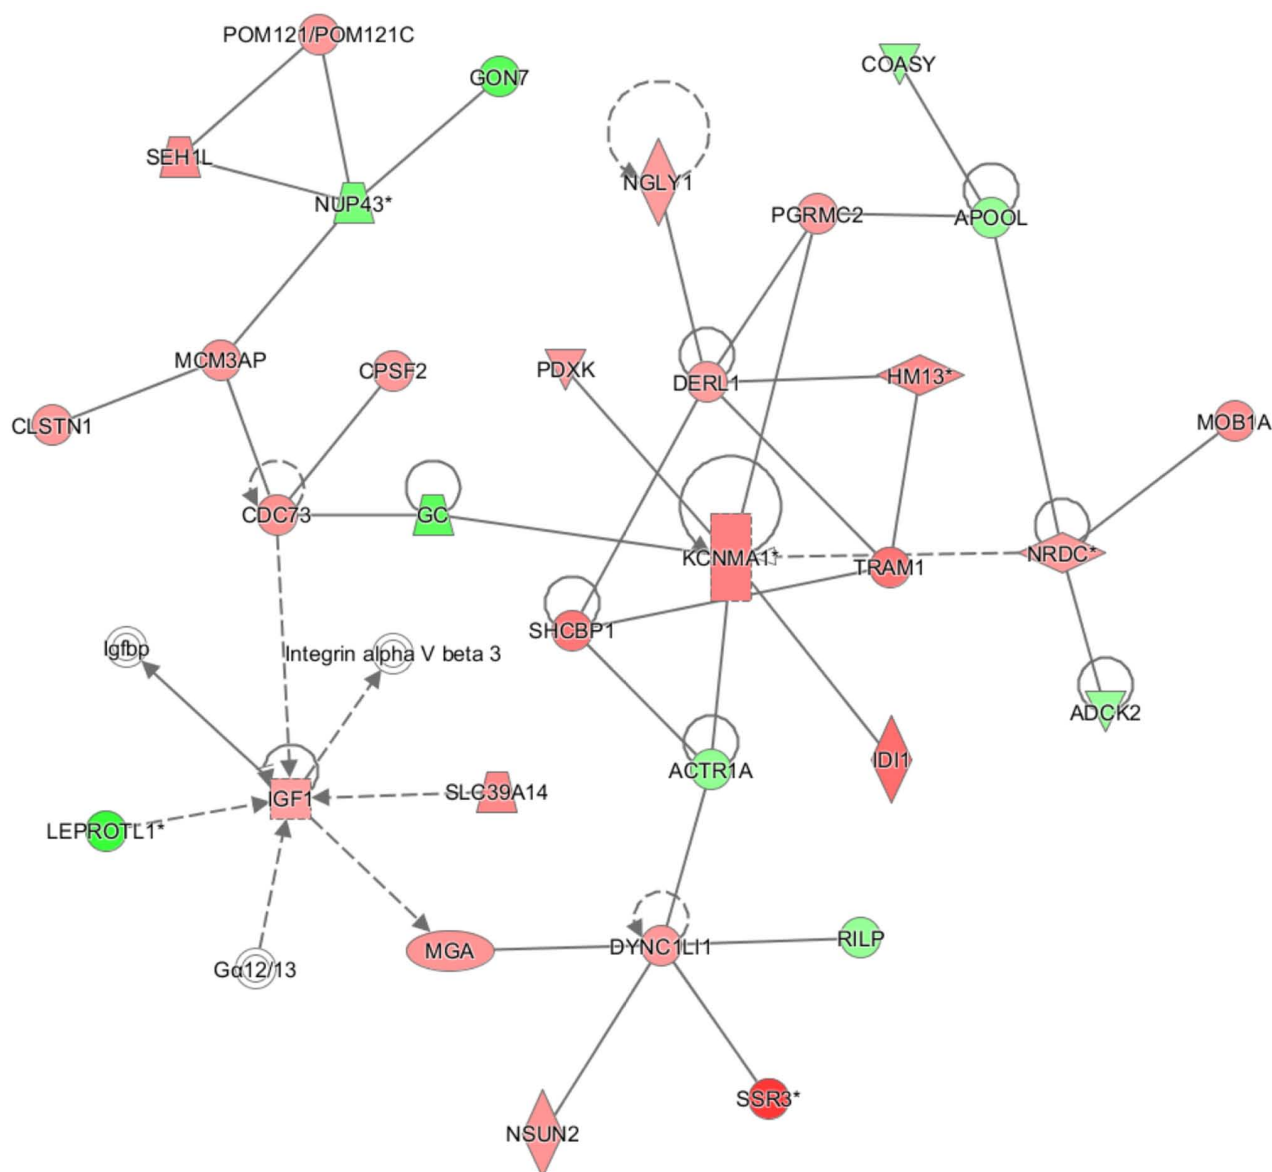 POM121/POM121C
COASY
GON7
SEH1L
NGLY1
NUP43*
PGRMC2
APOOL
MCM3AP
CPSF2
PDXK
DERL1
HM13*
CLSTN1
MOB1A
CDC73
GC
KCNMA1*
TRAM1
NRDC*
SHCBP1
Igfbp
Integrin alpha V beta 3
ADCK2
IDI1
ACTR1A
IGF1
SLC39A14
LEPROTL1*
MGA
DYNC1LI1
RILP
Gα12/13
SSR3*
NSUN2